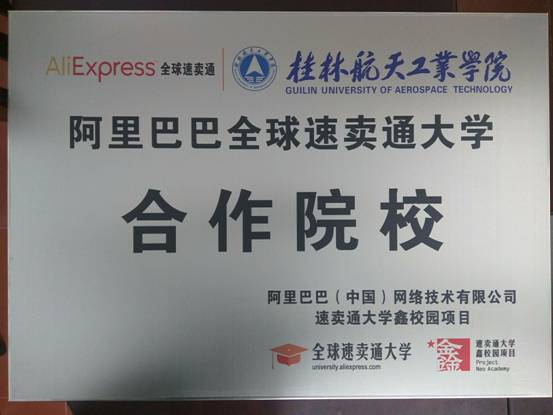 AliExpress 全球速卖通
桂林航天工業學院
GUILIN UNIVERSITY OF AEROSPACE TECHNOLOGY
阿里巴巴全球速卖通大学
合作院校
阿里巴巴（中国）网络技术有限公司
速卖通大学鑫校园项目
全球速卖通大学
university.aliexpress.com
速卖通大学
鑫校园项目
Project
Neo Academy